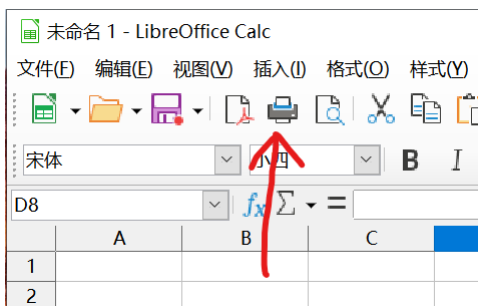 未命名 1 - LibreOffice Calc
文件(F) 编辑(E) 视图(V) 插入(I) 格式(O) 样式(Y)
宋体 小四 B I
D8 fx Σ =
A B C
1
2